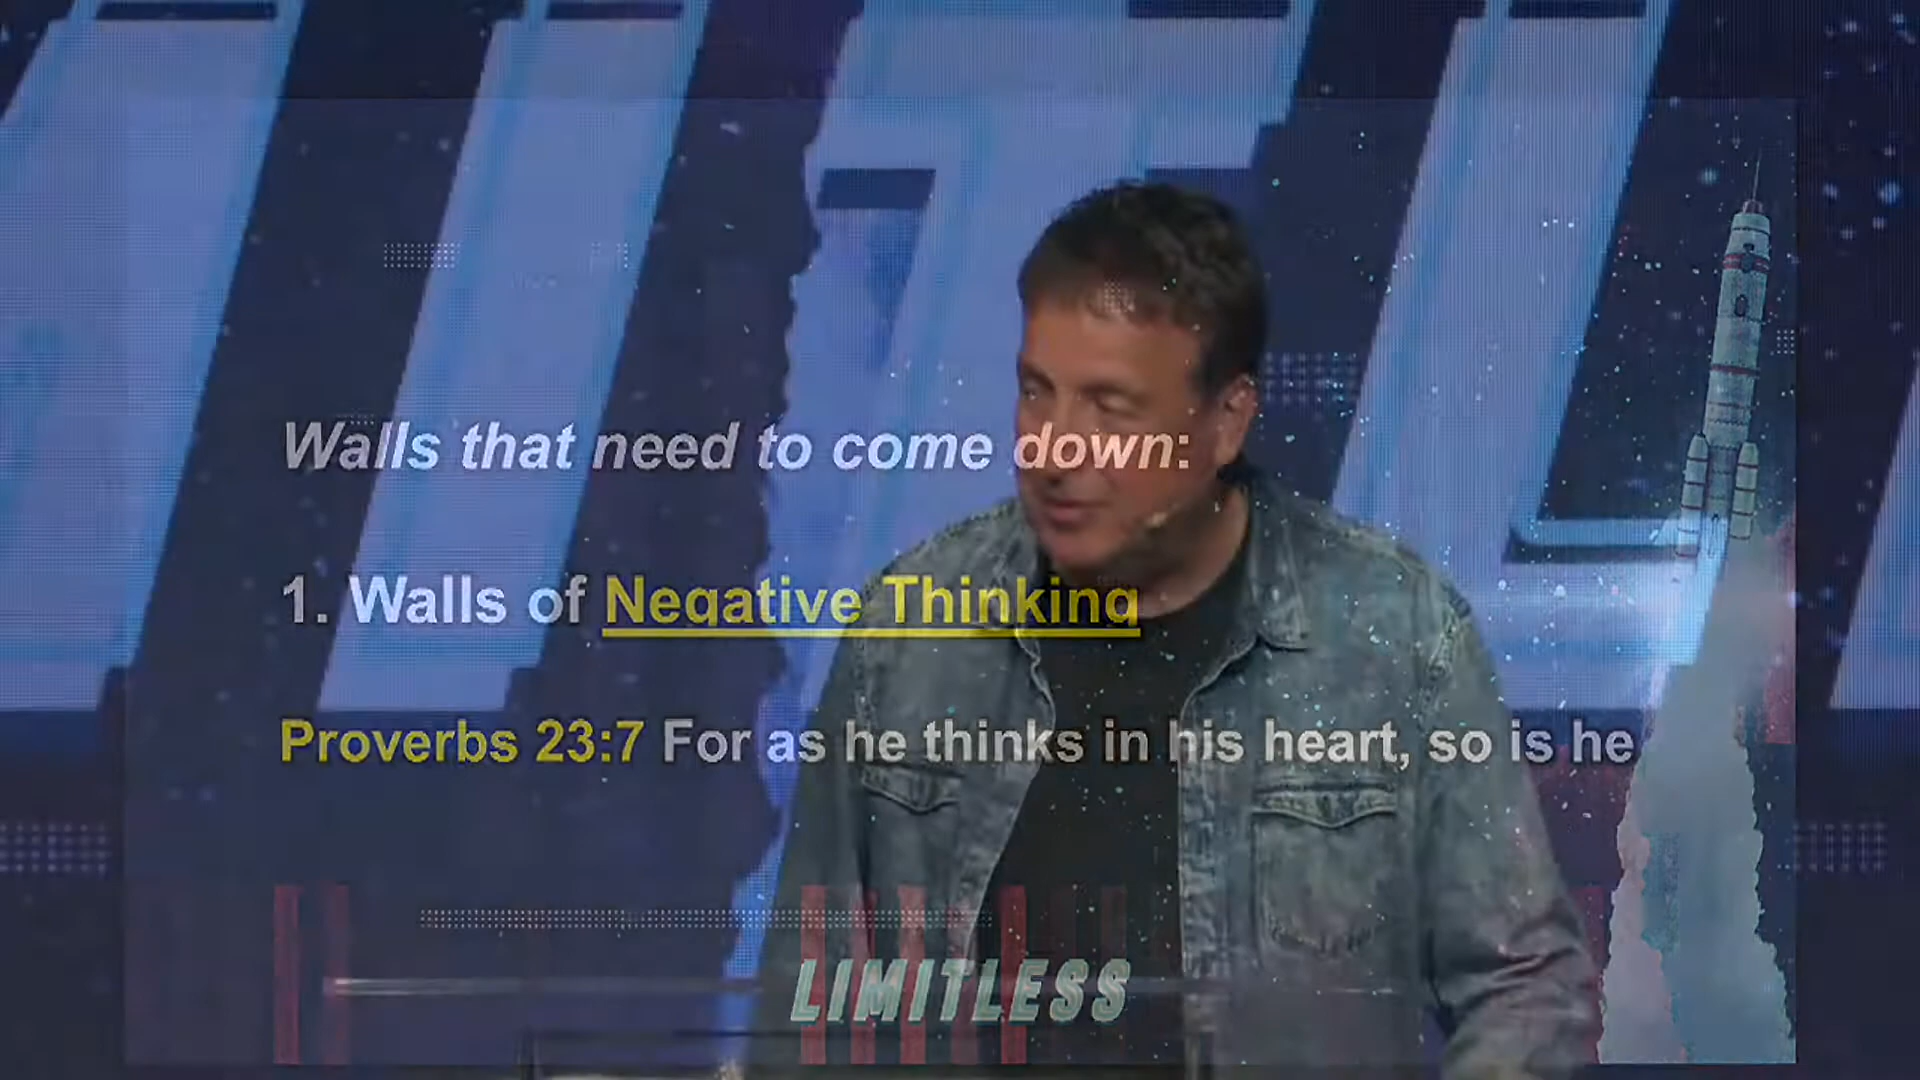 Walls that need to come down:
1. Walls of Negative Thinking
Proverbs 23:7 For as he thinks in his heart, so is he
LIMITLESS